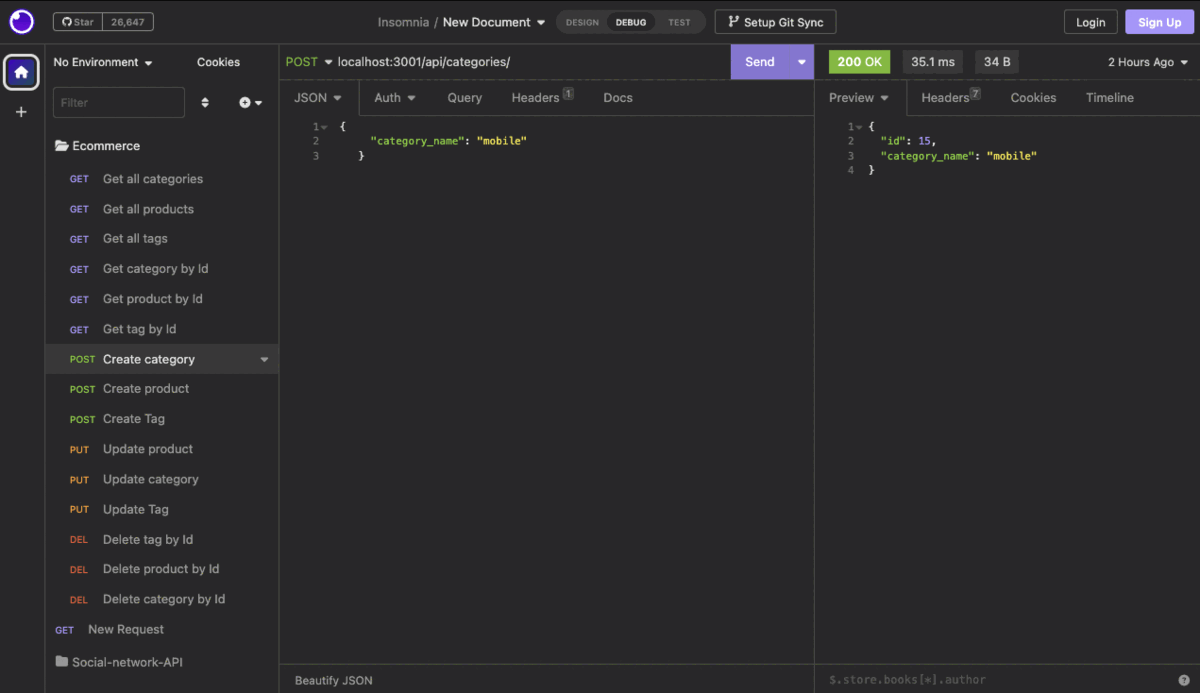 Star 26,647 Insomnia / New Document DESIGN DEBUG TEST Setup Git Sync Login Sign Up
No Environment Cookies
Filter
Ecommerce
GET Get all categories
GET Get all products
GET Get all tags
GET Get category by Id
GET Get product by Id
GET Get tag by Id
POST Create category
POST Create product
POST Create Tag
PUT Update product
PUT Update category
PUT Update Tag
DEL Delete tag by Id
DEL Delete product by Id
DEL Delete category by Id
GET New Request
Social-network-API
POST localhost:3001/api/categories/ Send
JSON Auth Query Headers 1 Docs
1 {
2 "category_name": "mobile"
3 }
Beautify JSON
200 OK 35.1 ms 34 B 2 Hours Ago
Preview Headers 7 Cookies Timeline
1 {
2 "id": 15,
3 "category_name": "mobile"
4 }
$.store.books[*].author ?